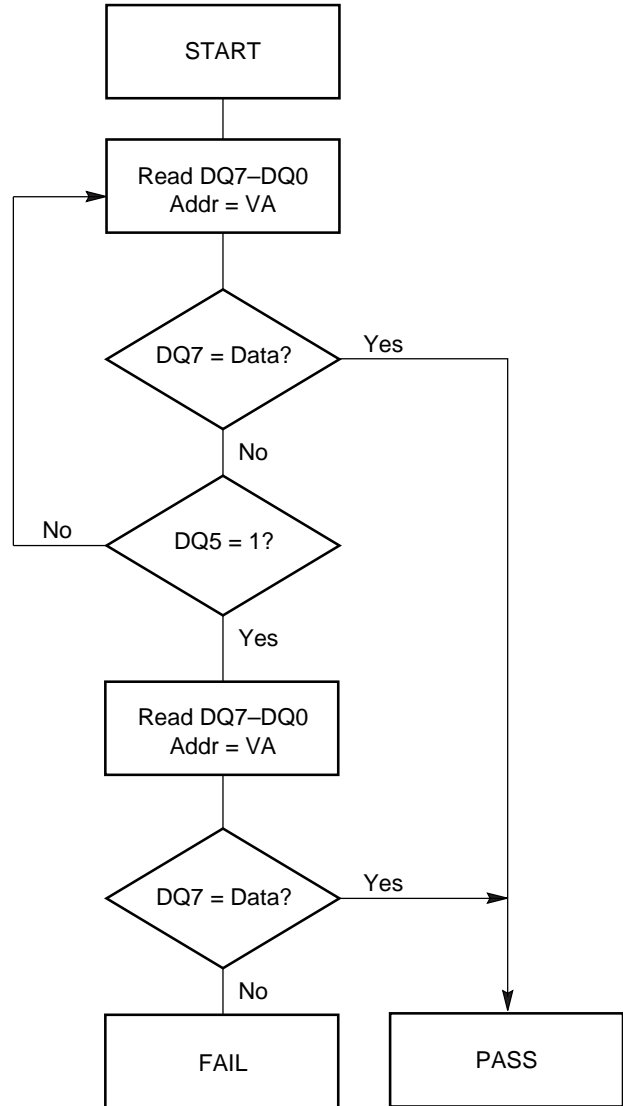 START
Read DQ7–DQ0
Addr = VA
DQ7 = Data?
Yes
No
No
DQ5 = 1?
Yes
Read DQ7–DQ0
Addr = VA
DQ7 = Data?
Yes
No
FAIL
PASS